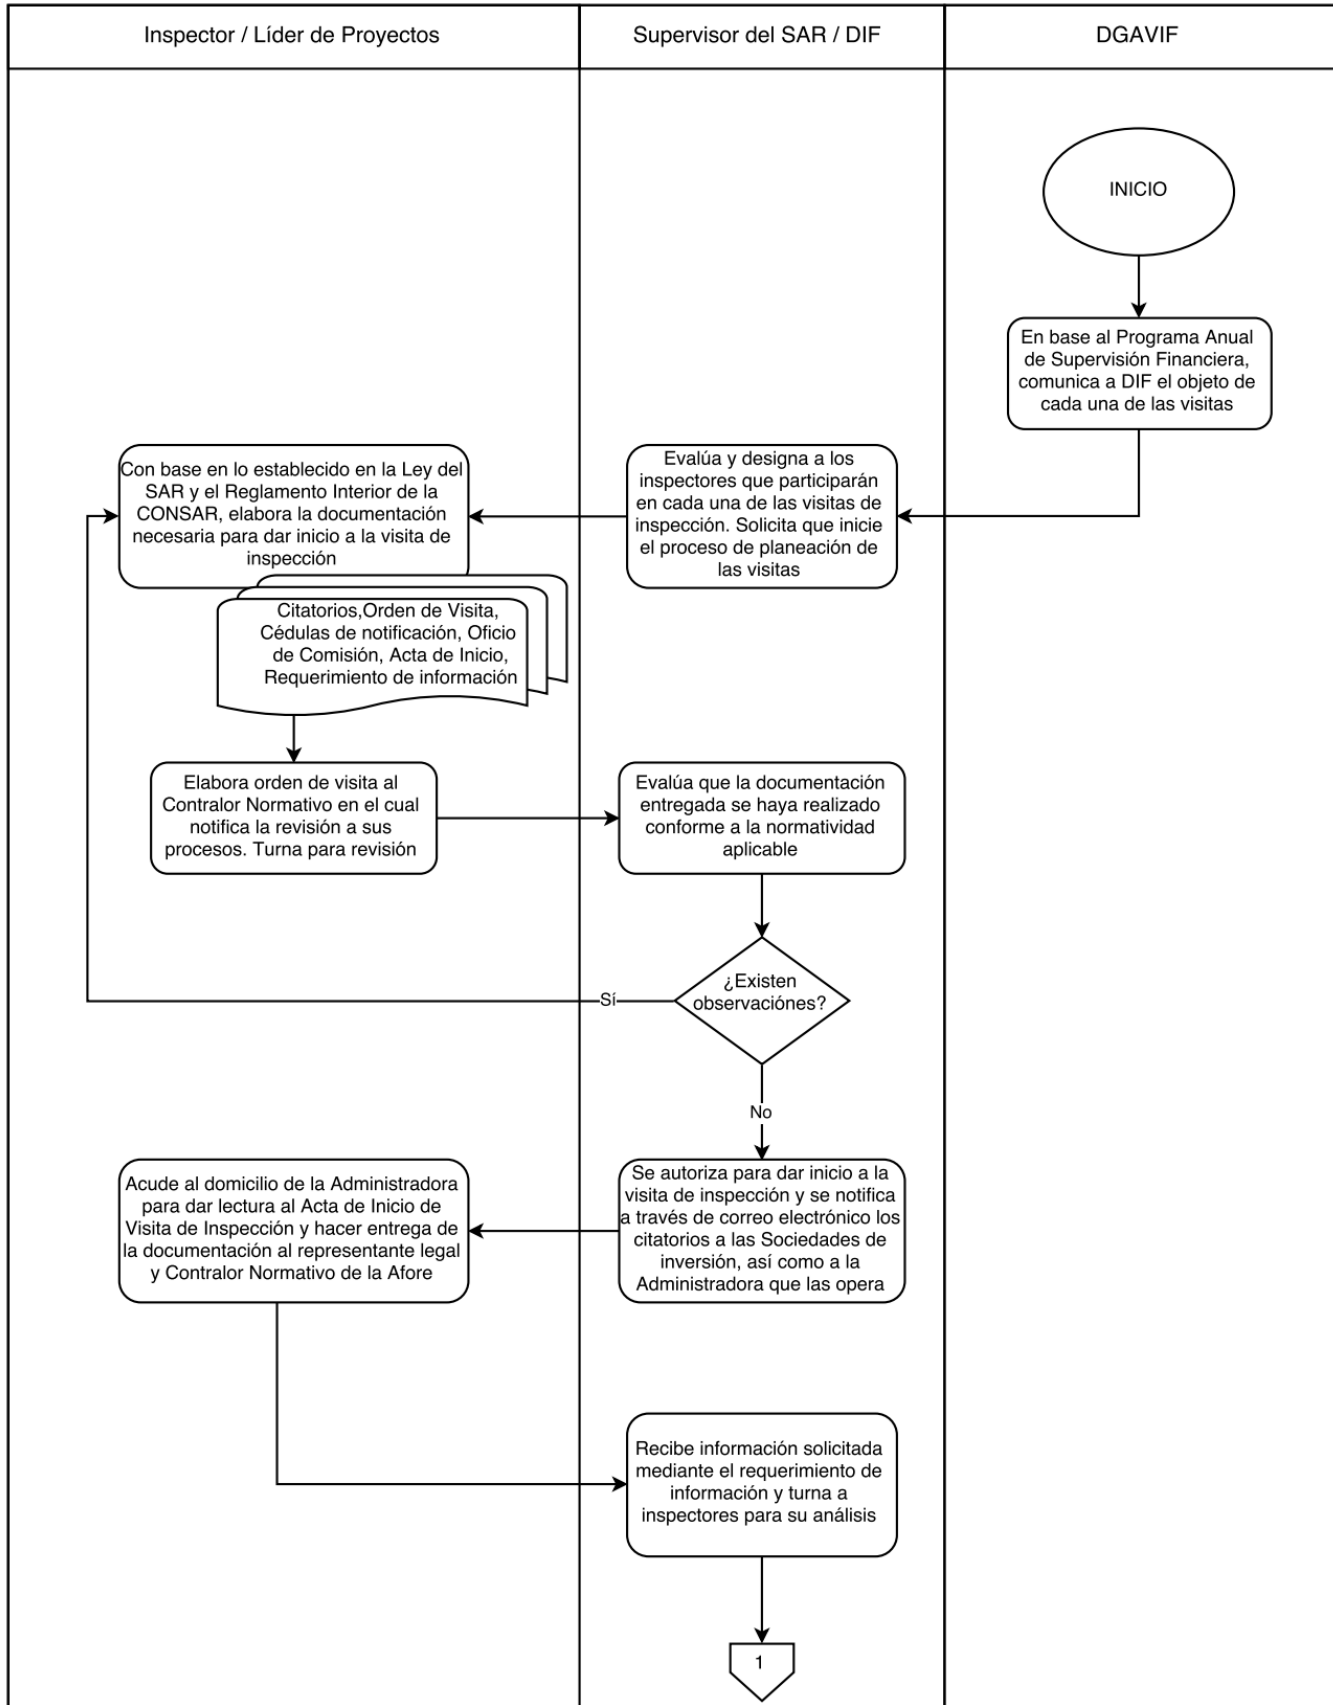 Inspector / Líder de Proyectos
Supervisor del SAR / DIF
DGAVIF
INICIO
En base al Programa Anual
de Supervisión Financiera,
comunica a DIF el objeto de
cada una de las visitas
Evalúa y designa a los
inspectores que participarán
en cada una de las visitas de
inspección. Solicita que inicie
el proceso de planeación de
las visitas
Con base en lo establecido en la Ley del
SAR y el Reglamento Interior de la
CONSAR, elabora la documentación
necesaria para dar inicio a la visita de
inspección
Citatorios,Orden de Visita,
Cédulas de notificación, Oficio
de Comisión, Acta de Inicio,
Requerimiento de información
Elabora orden de visita al
Contralor Normativo en el cual
notifica la revisión a sus
procesos. Turna para revisión
Evalúa que la documentación
entregada se haya realizado
conforme a la normatividad
aplicable
¿Existen
observaciónes?
Sí
No
Se autoriza para dar inicio a la
visita de inspección y se notifica
a través de correo electrónico los
citatorios a las Sociedades de
inversión, así como a la
Administradora que las opera
Acude al domicilio de la Administradora
para dar lectura al Acta de Inicio de
Visita de Inspección y hacer entrega de
la documentación al representante legal
y Contralor Normativo de la Afore
Recibe información solicitada
mediante el requerimiento de
información y turna a
inspectores para su análisis
1